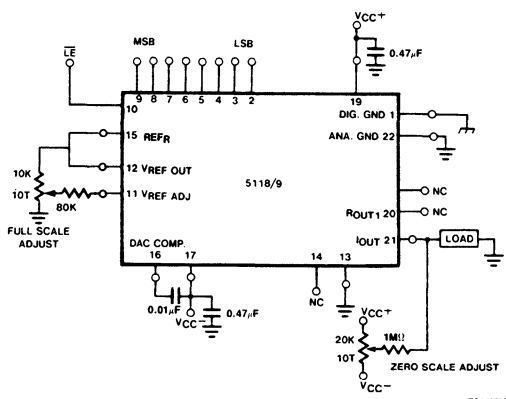 VCC+
LE
MSB
LSB
0.47µF
9 8 7 6 5 4 3 2
19
10
DIG. GND 1
15 REFR
ANA. GND 22
12 VREF OUT
10K
10T
5118/9
11 VREF ADJ
80K
NC
FULL SCALE
ADJUST
ROUT1 20
NC
IOUT 21
LOAD
DAC COMP.
16
17
14
13
0.01µF
VCC−
0.47µF
NC
VCC+
20K
10T
1MΩ
ZERO SCALE ADJUST
VCC−